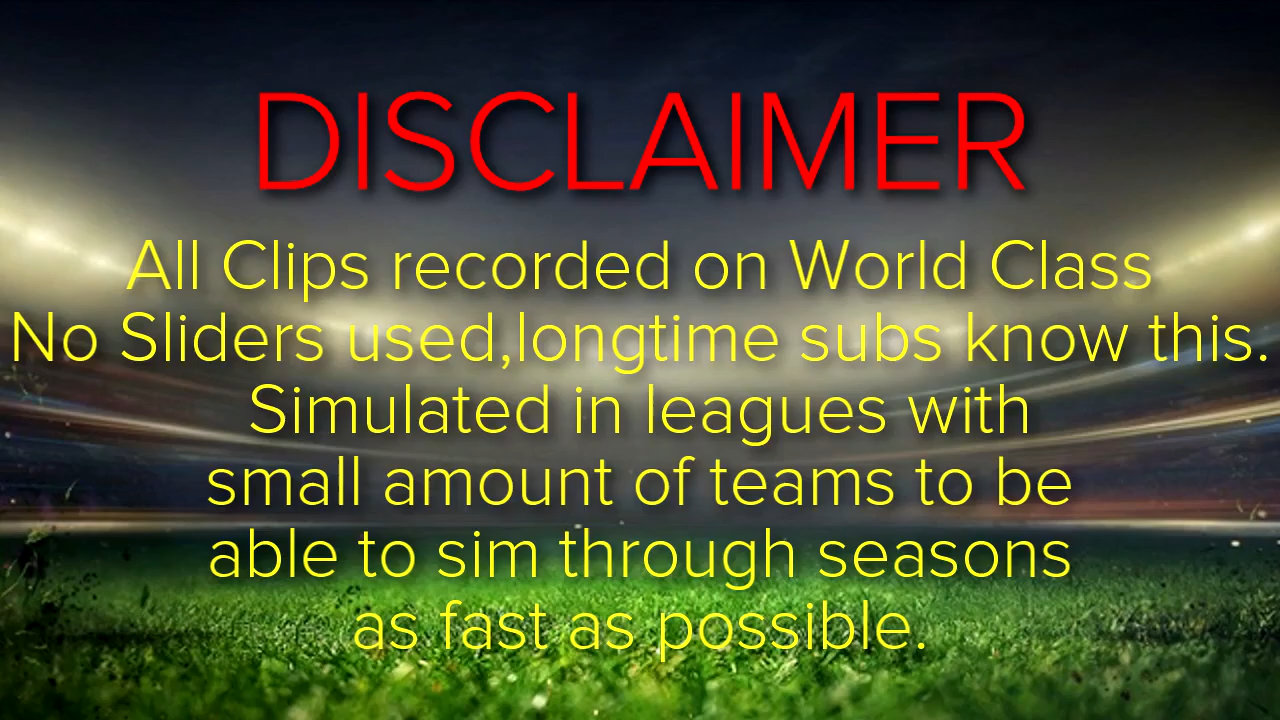 DISCLAIMER
All Clips recorded on World Class
No Sliders used,longtime subs know this.
Simulated in leagues with
small amount of teams to be
able to sim through seasons
as fast as possible.